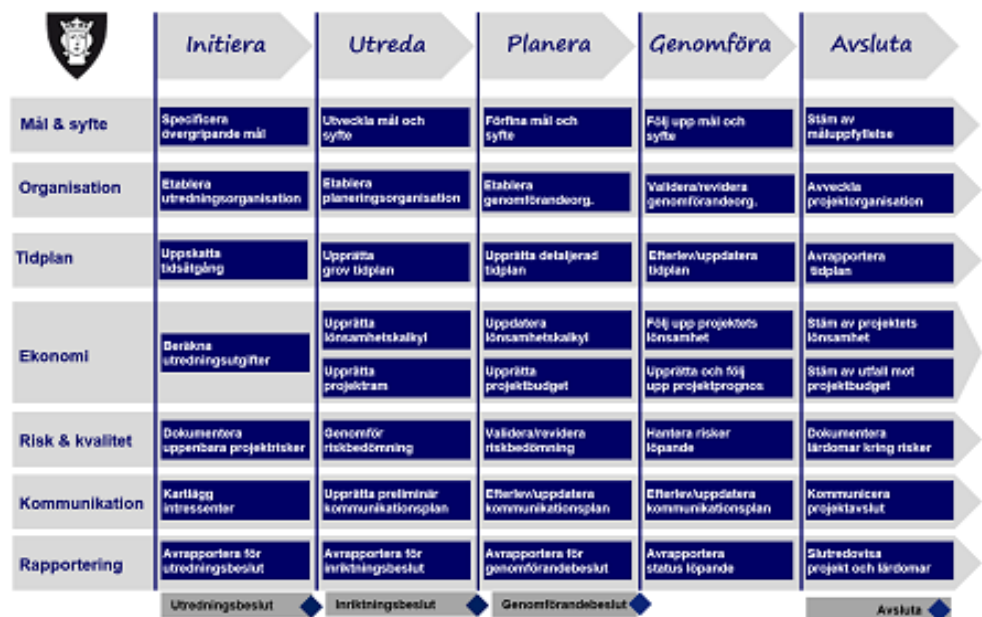 Initiera
Utreda
Planera
Genomföra
Avsluta
Mål & syfte
Specificera
övergripande mål
Utveckla mål och
syfte
Förfina mål och
syfte
Följ upp mål och
syfte
Stäm av
måluppfyllelse
Organisation
Etablera
utredningsorganisation
Etablera
planeringsorganisation
Etablera
genomförandeorg.
Validera/revidera
genomförandeorg.
Avveckla
projektorganisation
Tidplan
Uppskatta
tidsåtgång
Upprätta
grov tidplan
Upprätta detaljerad
tidplan
Efterlev/uppdatera
tidplan
Avrapportera
tidplan
Ekonomi
Beräkna
utredningsutgifter
Upprätta
lönsamhetskalkyl
Upprätta
projektram
Uppdatera
lönsamhetskalkyl
Upprätta
projektbudget
Följ upp projektets
lönsamhet
Upprätta och följ
upp projektprognos
Stäm av projektets
lönsamhet
Stäm av utfall mot
projektbudget
Risk & kvalitet
Dokumentera
uppenbara projektrisker
Genomför
riskbedömning
Validera/revidera
riskbedömning
Hantera risker
löpande
Dokumentera
lärdomar kring risker
Kommunikation
Kartlägg
intressenter
Upprätta preliminär
kommunikationsplan
Efterlev/uppdatera
kommunikationsplan
Efterlev/uppdatera
kommunikationsplan
Kommunicera
projektavslut
Rapportering
Avrapportera för
utredningsbeslut
Avrapportera för
inriktningsbeslut
Avrapportera för
genomförandebeslut
Avrapportera
status löpande
Slutredovisa
projekt och lärdomar
Utredningsbeslut
Inriktningsbeslut
Genomförandebeslut
Avsluta